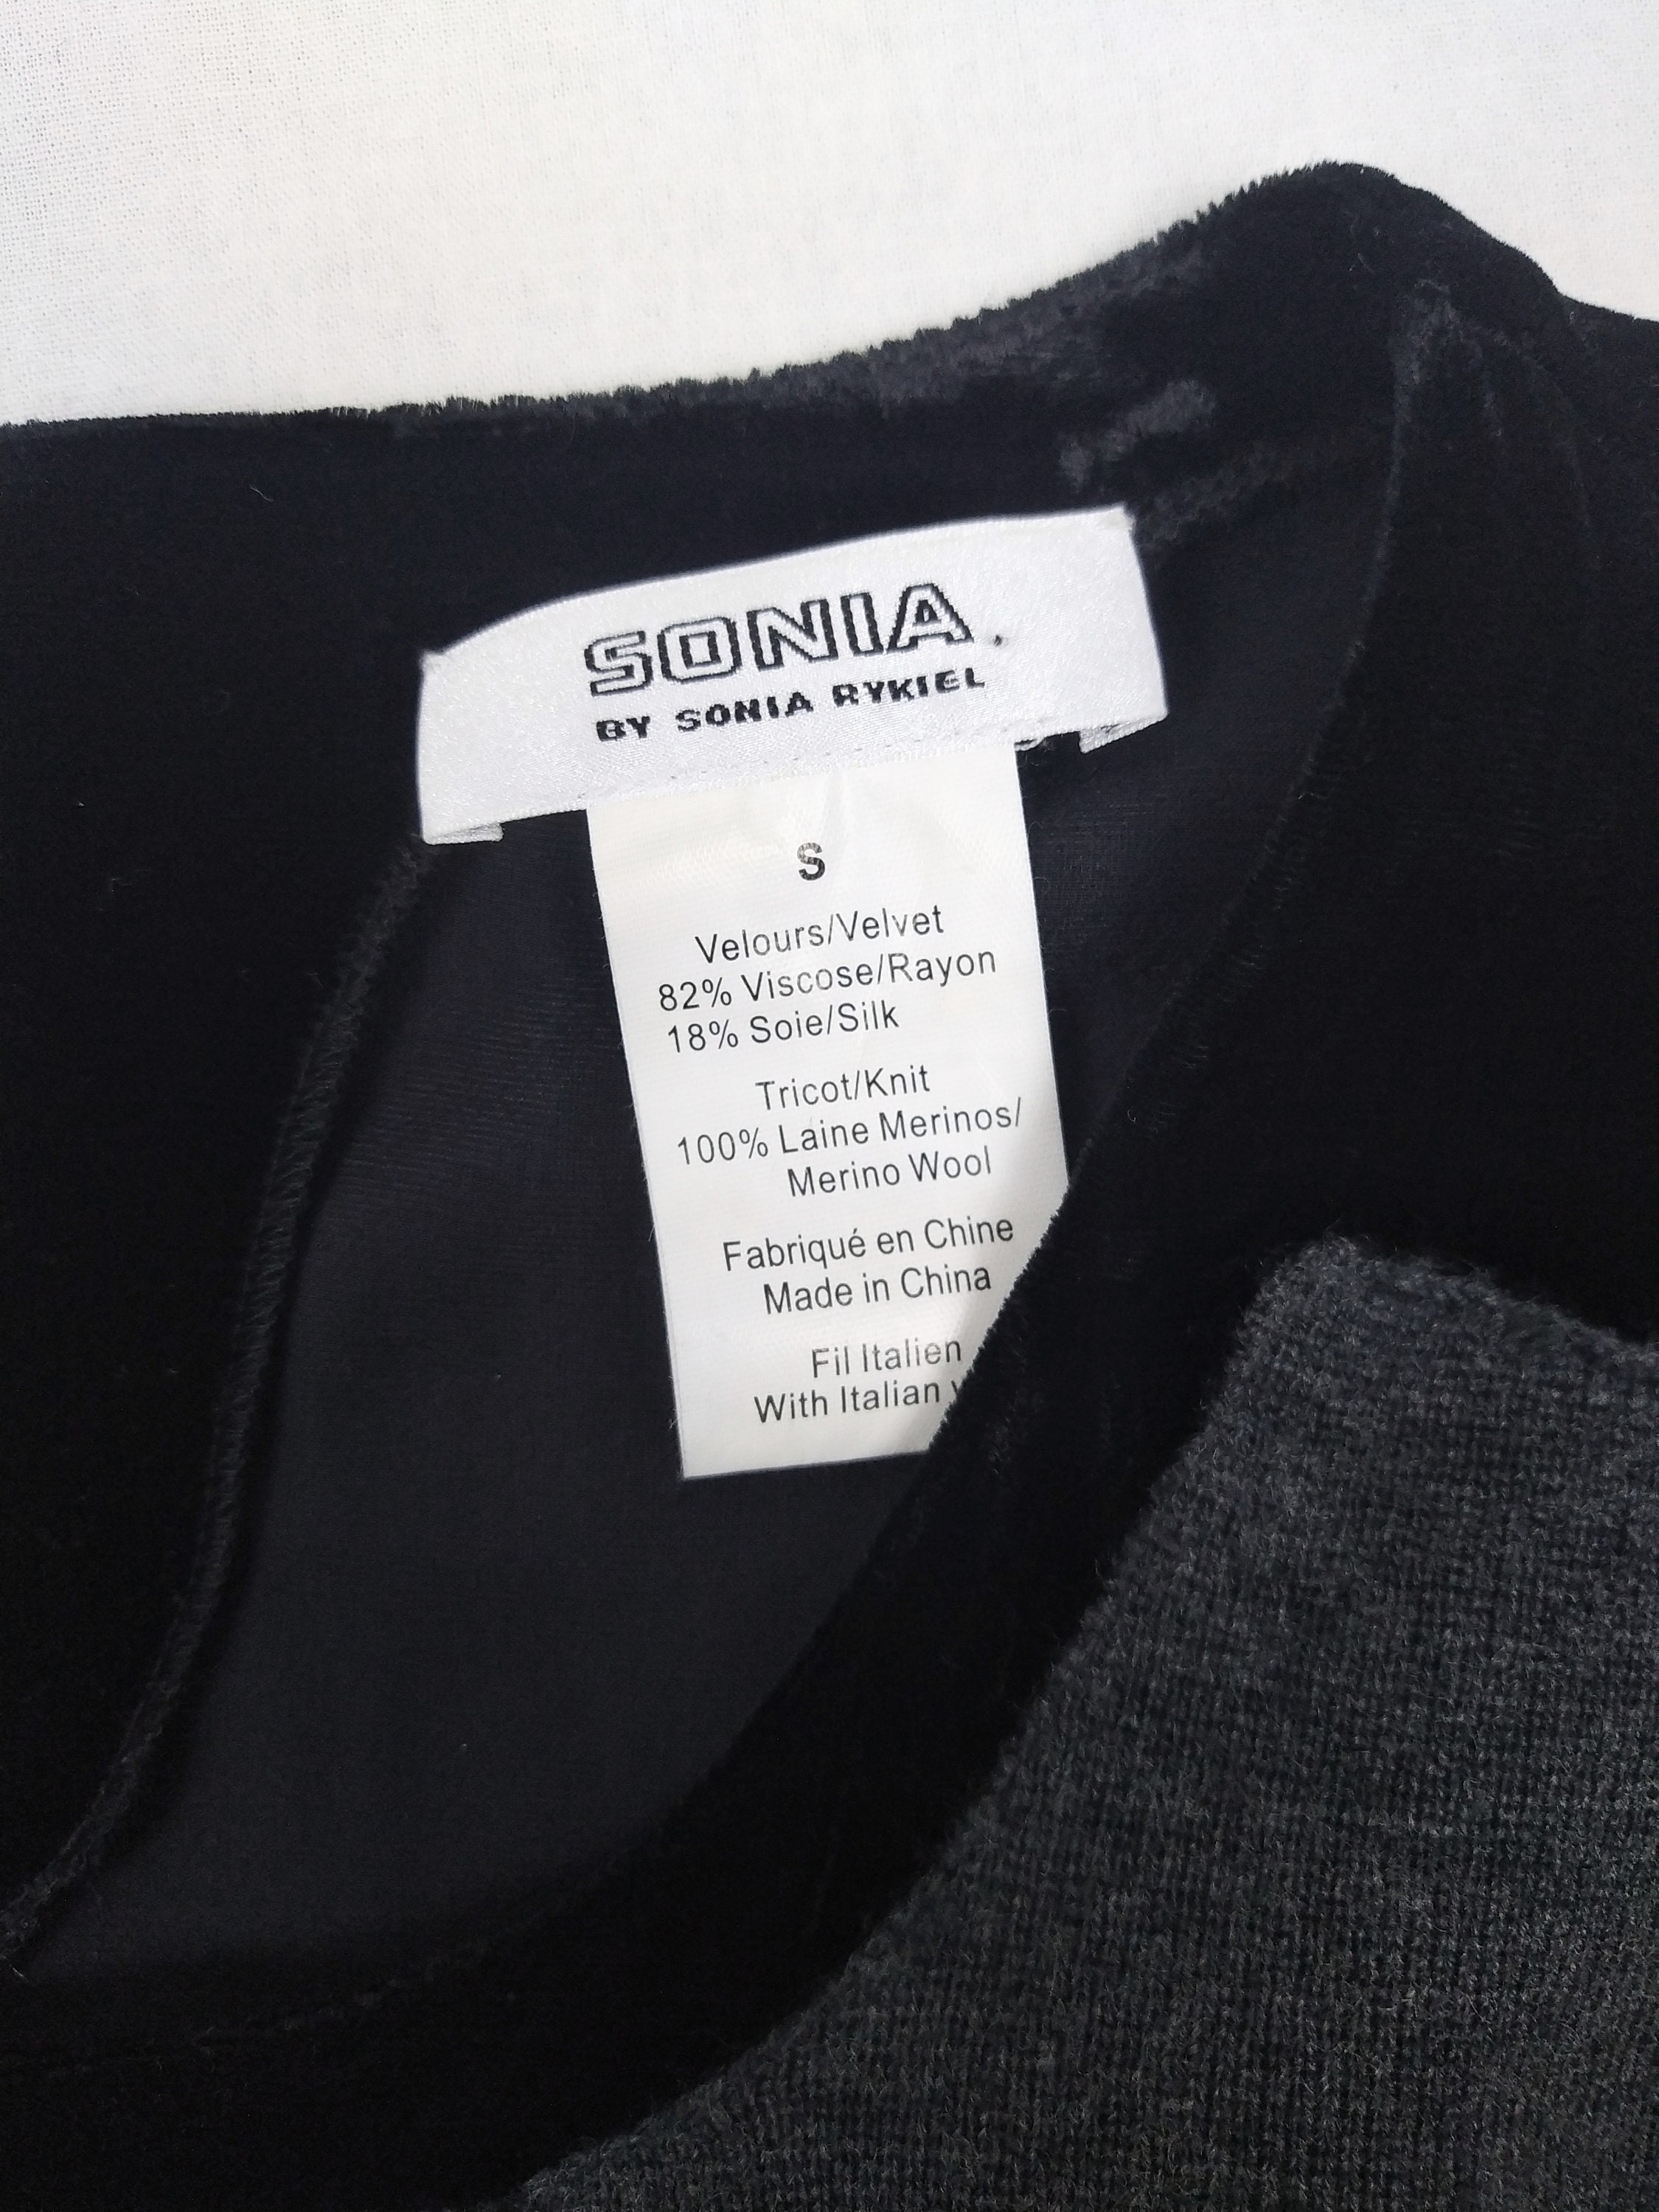 SONIA
BY SONIA RYKIEL
S
Velours/Velvet
82% Viscose/Rayon
18% Soie/Silk
Tricot/Knit
100% Laine Merinos/
Merino Wool
Fabriqué en Chine
Made in China
Fil Italien
With Italian